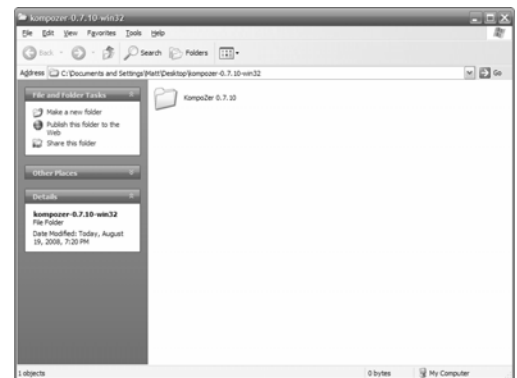 kompozer-0.7.10-win32
File Edit View Favorites Tools Help
Back Search Folders
Address C:\Documents and Settings\Matt\Desktop\kompozer-0.7.10-win32 Go
File and Folder Tasks
Make a new folder
Publish this folder to the
Web
Share this folder
Other Places
Details
kompozer-0.7.10-win32
File Folder
Date Modified: Today, August
19, 2008, 7:20 PM
KompoZer 0.7.10
1 objects 0 bytes My Computer